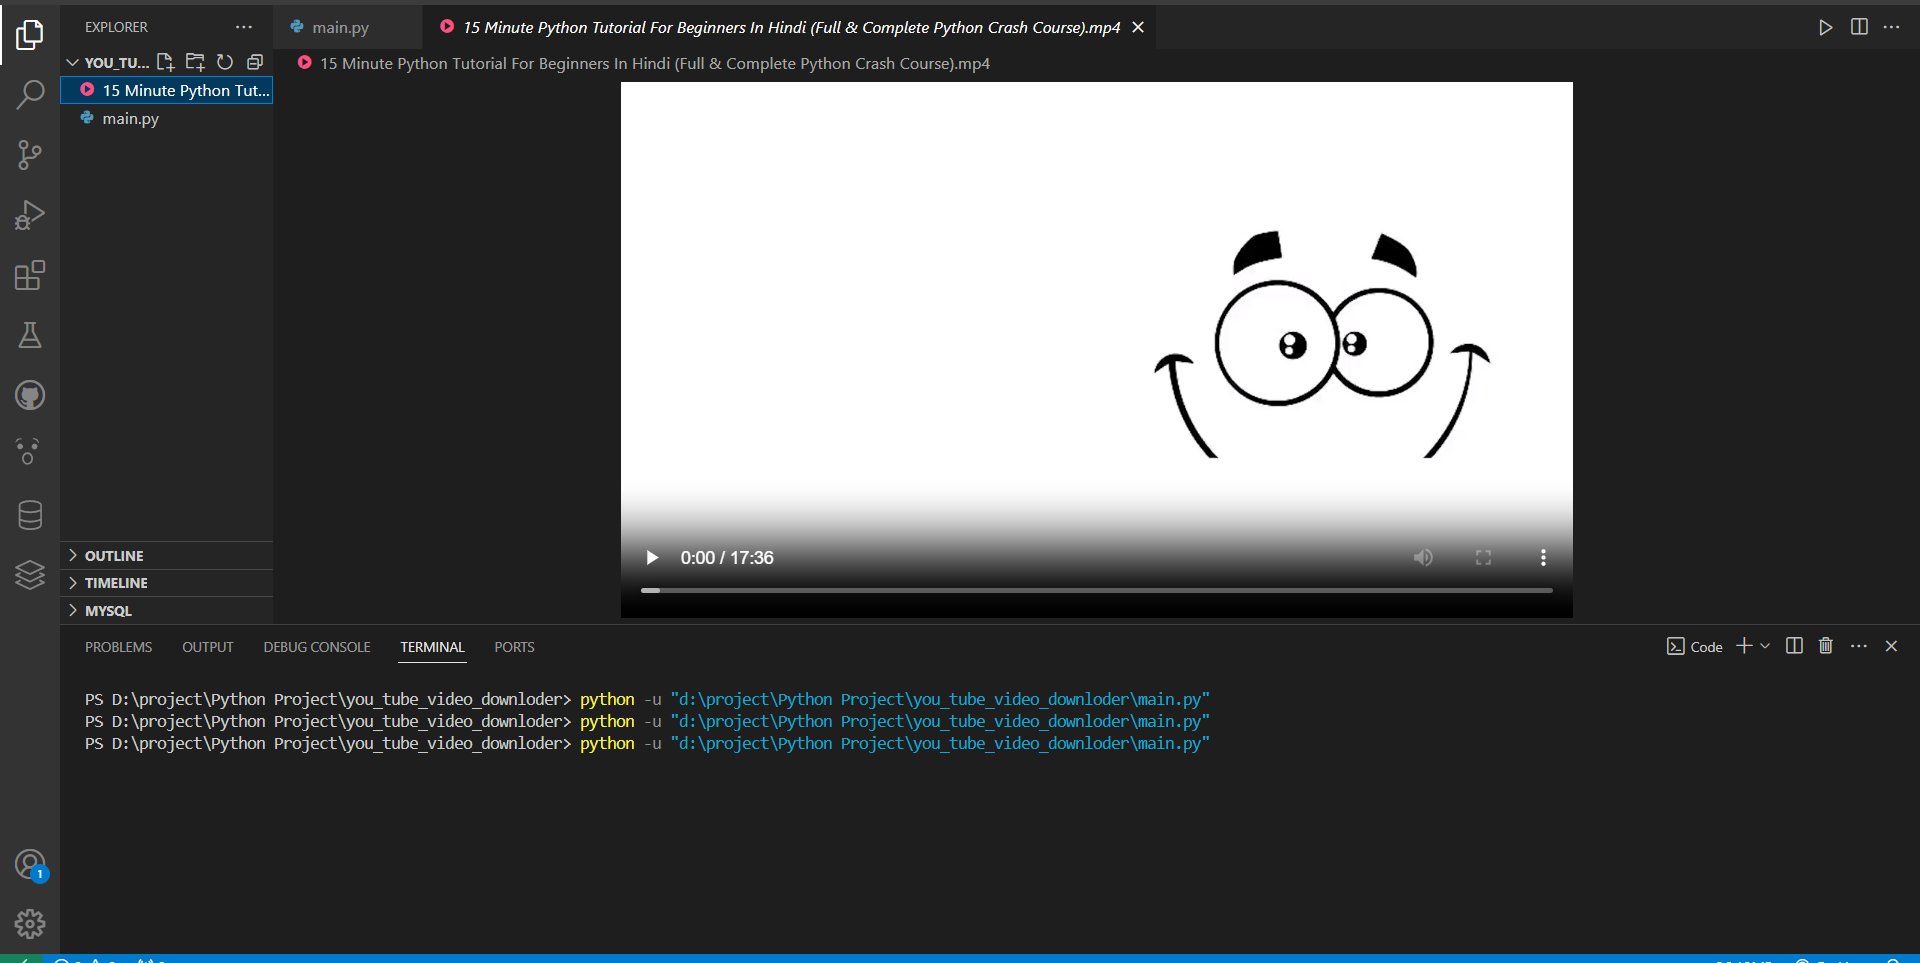 EXPLORER
main.py
15 Minute Python Tutorial For Beginners In Hindi (Full & Complete Python Crash Course).mp4
YOU_TU...
15 Minute Python Tutorial For Beginners In Hindi (Full & Complete Python Crash Course).mp4
15 Minute Python Tut...
main.py
0:00 / 17:36
OUTLINE
TIMELINE
MYSQL
PROBLEMS OUTPUT DEBUG CONSOLE TERMINAL PORTS
Code
PS D:\project\Python Project\you_tube_video_downloder> python -u "d:\project\Python Project\you_tube_video_downloder\main.py"
PS D:\project\Python Project\you_tube_video_downloder> python -u "d:\project\Python Project\you_tube_video_downloder\main.py"
PS D:\project\Python Project\you_tube_video_downloder> python -u "d:\project\Python Project\you_tube_video_downloder\main.py"
1